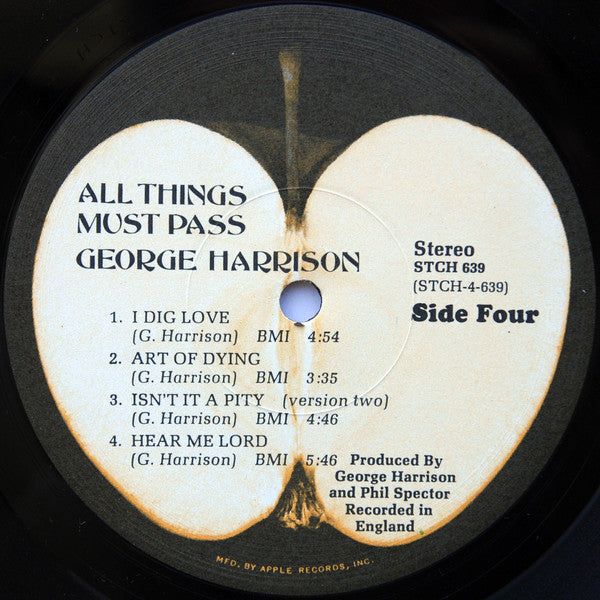 ALL THINGS
MUST PASS
GEORGE HARRISON
Stereo
STCH 639
(STCH-4-639)
Side Four
1. I DIG LOVE
(G. Harrison) BMI 4:54
2. ART OF DYING
(G. Harrison) BMI 3:35
3. ISN'T IT A PITY (version two)
(G. Harrison) BMI 4:46
4. HEAR ME LORD
(G. Harrison) BMI 5:46
Produced By
George Harrison
and Phil Spector
Recorded in
England
MFD. BY APPLE RECORDS, INC.